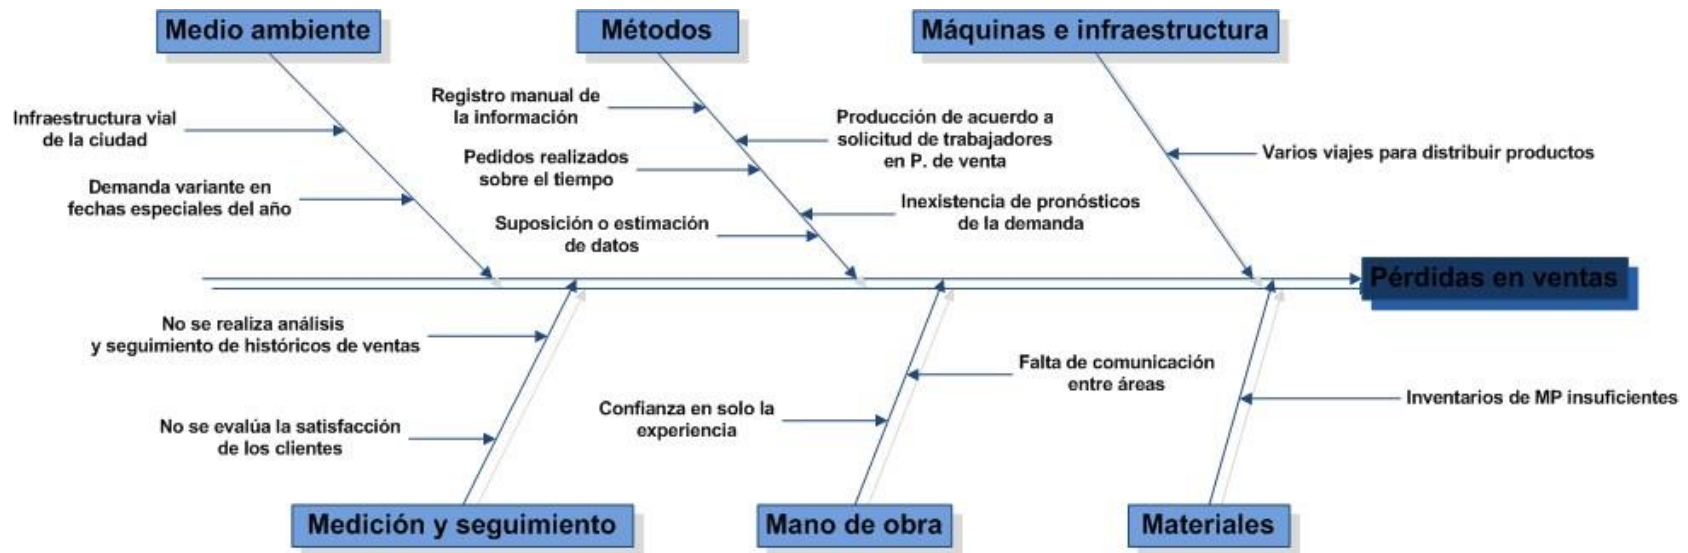 Medio ambiente
Métodos
Máquinas e infraestructura
Infraestructura vial
de la ciudad
Demanda variante en
fechas especiales del año
Registro manual de
la información
Pedidos realizados
sobre el tiempo
Suposición o estimación
de datos
Producción de acuerdo a
solicitud de trabajadores
en P. de venta
Inexistencia de pronósticos
de la demanda
Varios viajes para distribuir productos
Pérdidas en ventas
No se realiza análisis
y seguimiento de históricos de ventas
No se evalúa la satisfacción
de los clientes
Confianza en solo la
experiencia
Falta de comunicación
entre áreas
Inventarios de MP insuficientes
Medición y seguimiento
Mano de obra
Materiales